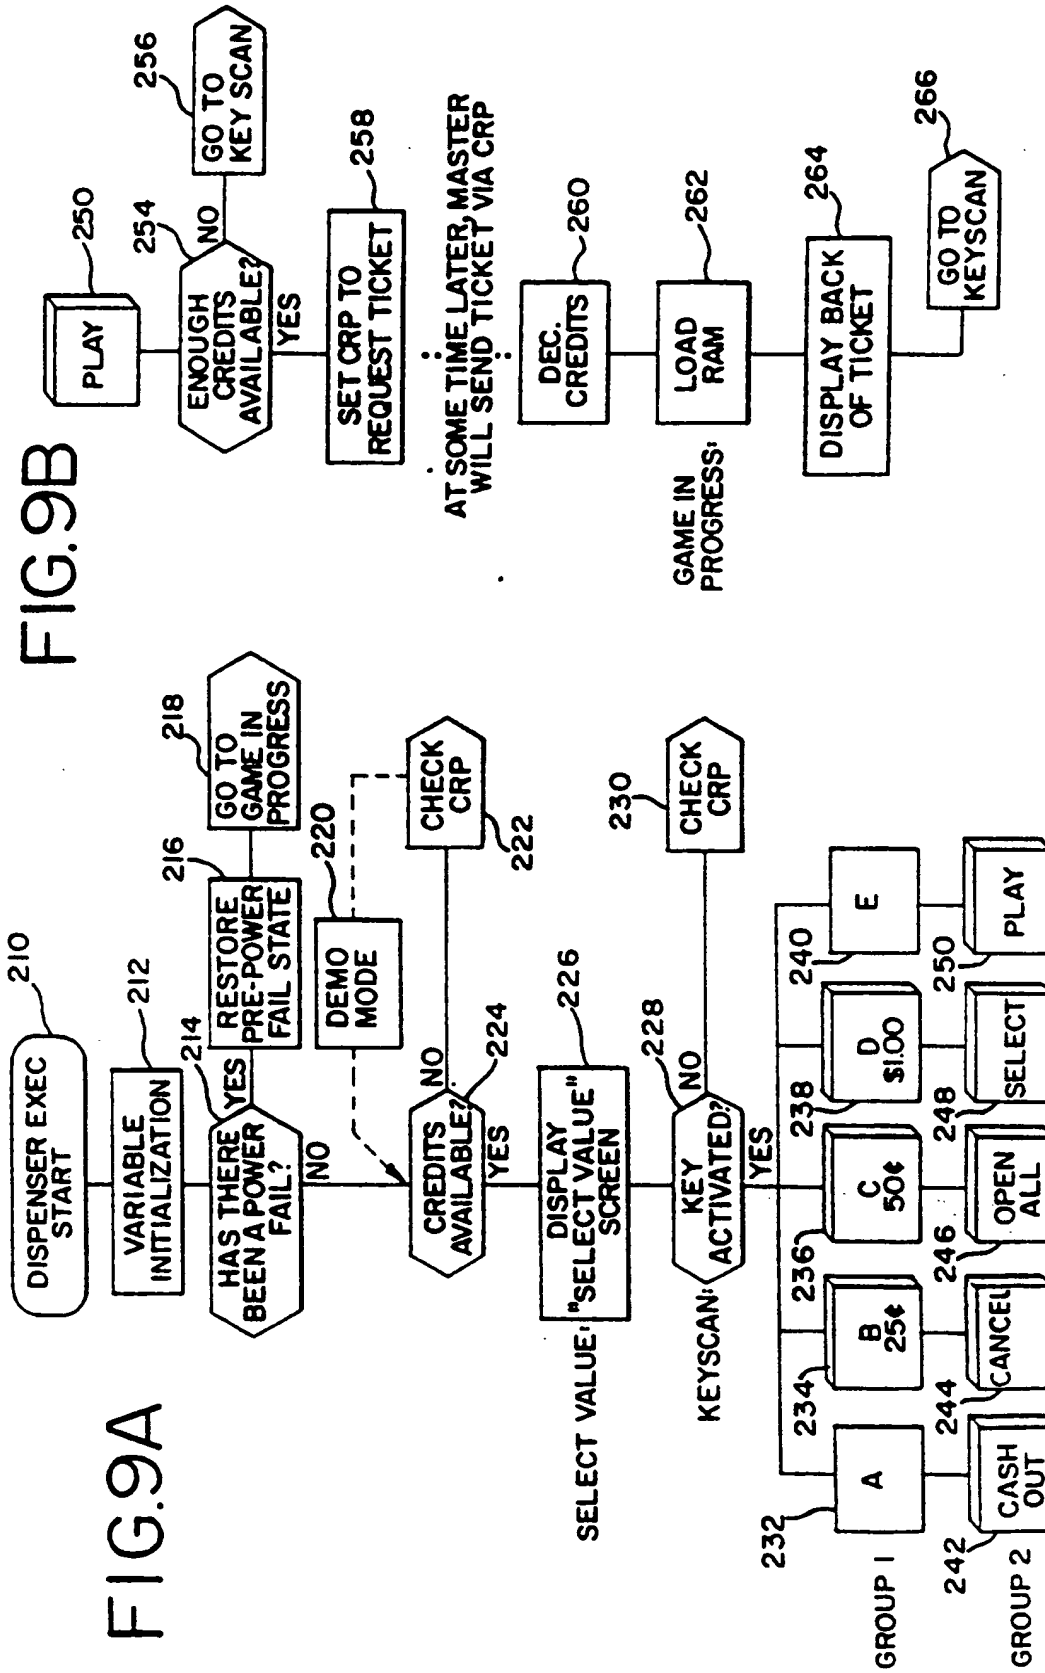 FIG.9A
DISPENSER EXEC
START
210
VARIABLE
INITIALIZATION
212
HAS THERE
BEEN A POWER
FAIL?
214
YES
NO
RESTORE
PRE-POWER
FAIL STATE
216
GO TO
GAME IN
PROGRESS
218
DEMO
MODE
220
CREDITS
AVAILABLE?
224
NO
YES
CHECK
CRP
222
SELECT VALUE:
DISPLAY
"SELECT VALUE"
SCREEN
226
KEYSCAN:
KEY
ACTIVATED?
228
NO
YES
CHECK
CRP
230
GROUP 1
232
A
234
B
25¢
236
C
50¢
238
D
$1.00
240
E
GROUP 2
242
CASH
OUT
244
CANCEL
246
OPEN
ALL
248
SELECT
250
PLAY
FIG.9B
PLAY
250
ENOUGH
CREDITS
AVAILABLE?
254
NO
YES
GO TO
KEY SCAN
256
SET CRP TO
REQUEST TICKET
258
AT SOME TIME LATER, MASTER
WILL SEND TICKET VIA CRP
DEC.
CREDITS
260
GAME IN
PROGRESS:
LOAD
RAM
262
DISPLAY BACK
OF TICKET
264
GO TO
KEYSCAN
266